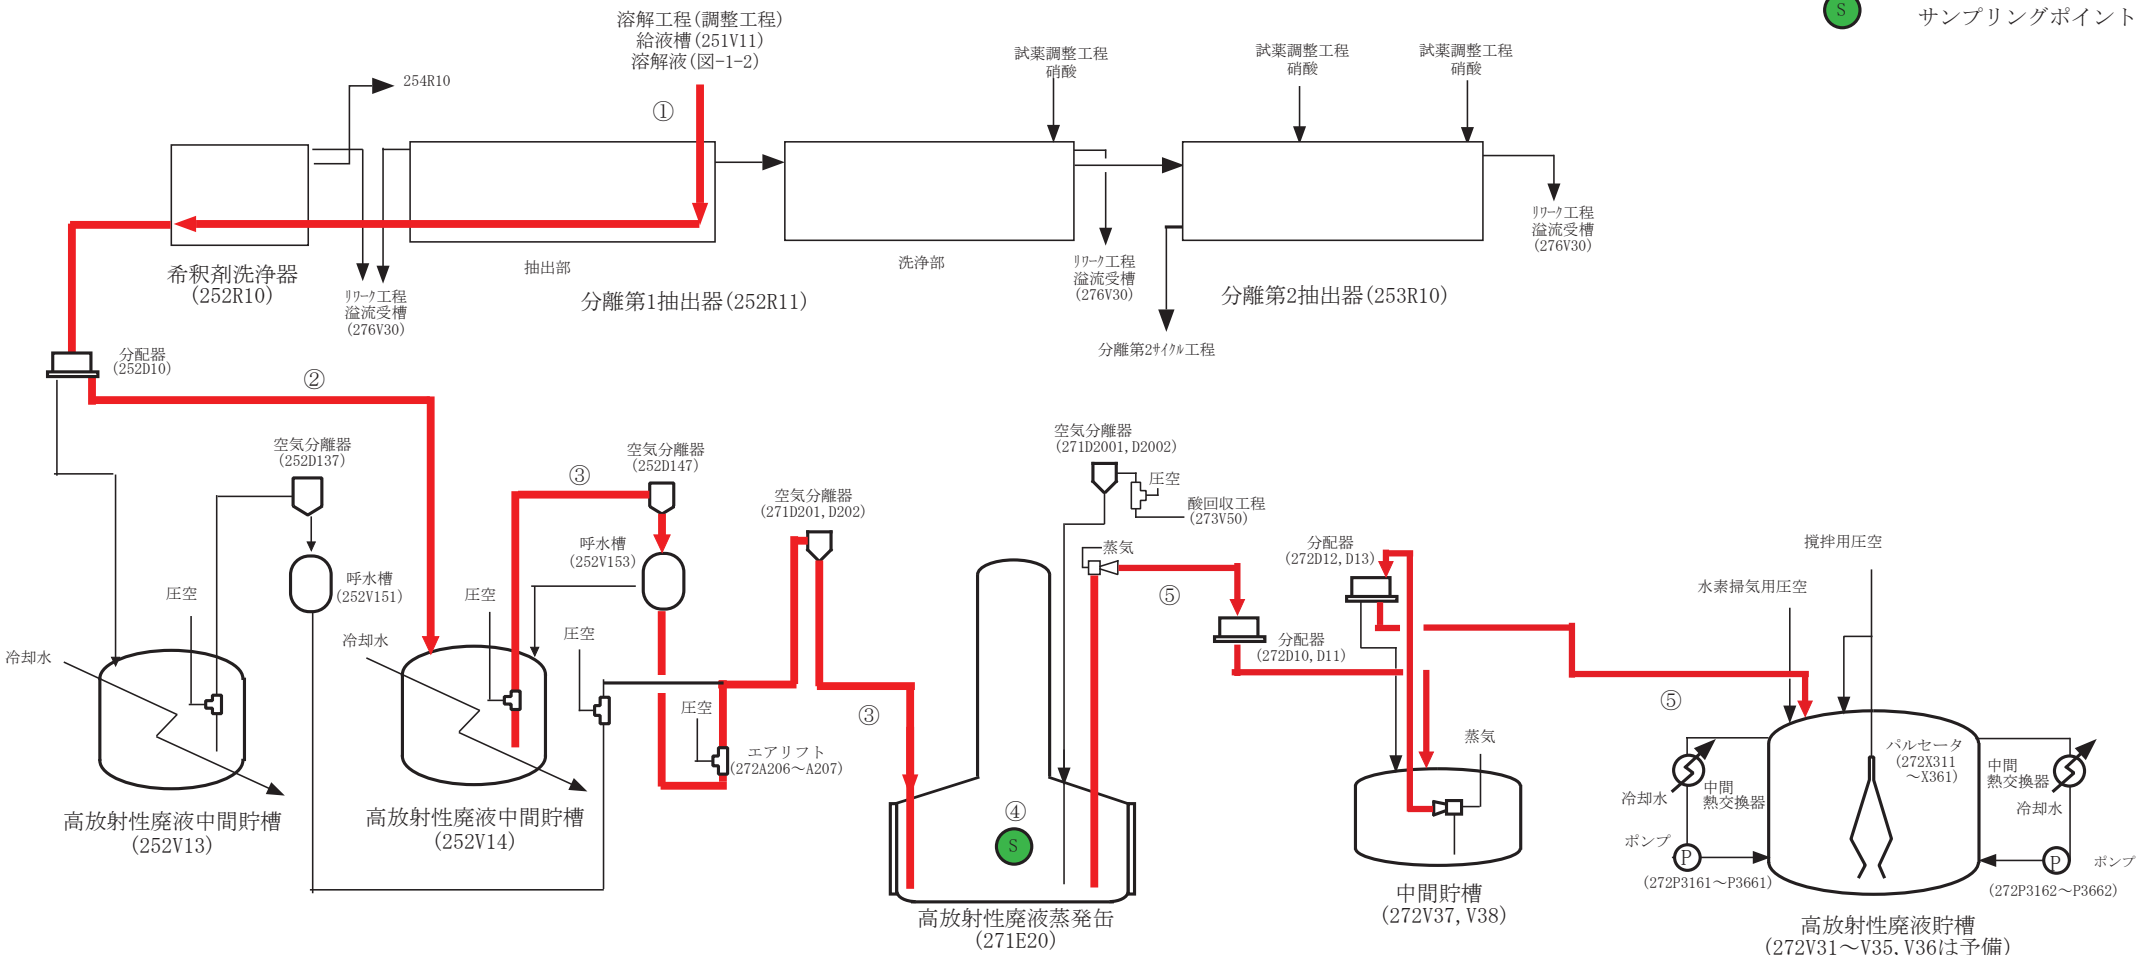 S
サンプリングポイント
溶解工程(調整工程)
給液槽(251V11)
溶解液(図-1-2)
①
254R10
試薬調整工程
硝酸
試薬調整工程
硝酸
試薬調整工程
硝酸
希釈剤洗浄器
(252R10)
ﾘﾜｰｸ工程
溢流受槽
(276V30)
抽出部
分離第1抽出器(252R11)
洗浄部
ﾘﾜｰｸ工程
溢流受槽
(276V30)
分離第2抽出器(253R10)
ﾘﾜｰｸ工程
溢流受槽
(276V30)
分離第2ｻｲｸﾙ工程
分配器
(252D10)
②
空気分離器
(252D137)
③
空気分離器
(252D147)
空気分離器
(271D201,D202)
空気分離器
(271D2001,D2002)
圧空
酸回収工程
(273V50)
呼水槽
(252V151)
圧空
冷却水
高放射性廃液中間貯槽
(252V13)
呼水槽
(252V153)
圧空
冷却水
圧空
高放射性廃液中間貯槽
(252V14)
圧空
エアリフト
(272A206～A207)
③
蒸気
⑤
④
S
高放射性廃液蒸発缶
(271E20)
分配器
(272D10,D11)
分配器
(272D12,D13)
蒸気
中間貯槽
(272V37,V38)
⑤
撹拌用圧空
水素掃気用圧空
パルセータ
(272X311
～X361)
中間
熱交換器
冷却水
ポンプ
P
(272P3161～P3661)
中間
熱交換器
冷却水
P
ポンプ
(272P3162～P3662)
高放射性廃液貯槽
(272V31～V35,V36は予備)